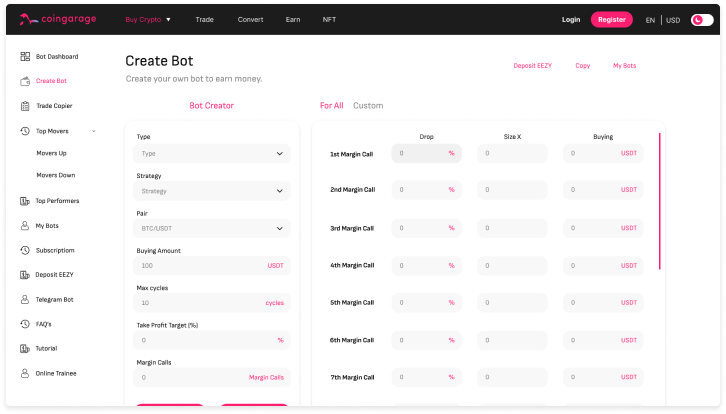 coingarage
Buy Crypto ▼ Trade Convert Earn NFT
Login Register EN | USD
Bot Dashboard
Create Bot
Trade Copier
Top Movers
Movers Up
Movers Down
Top Performers
My Bots
Subscriptiom
Deposit EEZY
Telegram Bot
FAQ's
Tutorial
Online Trainee
Create Bot
Create your own bot to earn money.
Deposit EEZY Copy My Bots
Bot Creator
Type
Type
Strategy
Strategy
Pair
BTC/USDT
Buying Amount
100 USDT
Max cycles
10 cycles
Take Profit Target (%)
0 %
Margin Calls
0 Margin Calls
For All Custom
Drop Size X Buying
1st Margin Call 0 % 0 0 USDT
2nd Margin Call 0 % 0 0 USDT
3rd Margin Call 0 % 0 0 USDT
4th Margin Call 0 % 0 0 USDT
5th Margin Call 0 % 0 0 USDT
6th Margin Call 0 % 0 0 USDT
7th Margin Call 0 % 0 0 USDT